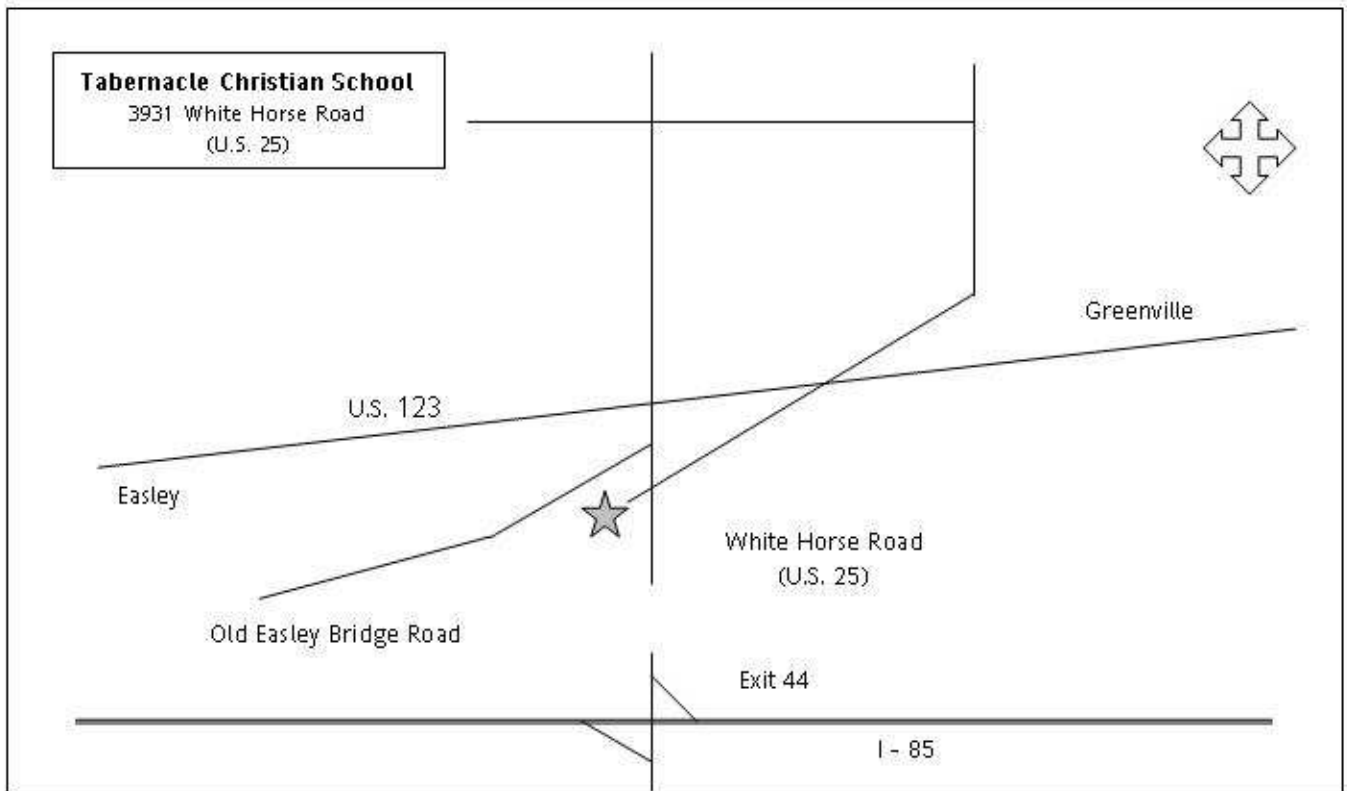 Tabernacle Christian School
3931 White Horse Road
(U.S. 25)
Greenville
U.S. 123
Easley
White Horse Road
(U.S. 25)
Old Easley Bridge Road
Exit 44
I - 85